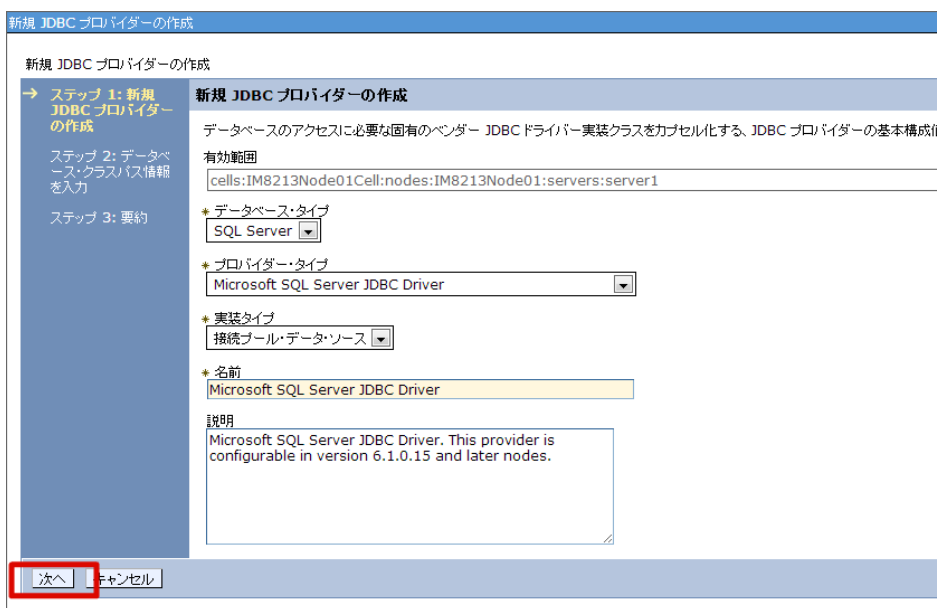 新規 JDBC プロバイダーの作成
新規 JDBC プロバイダーの作成
ステップ 1: 新規
JDBC プロバイダー
の作成
ステップ 2: データベ
ース・クラスパス情報
を入力
ステップ 3: 要約
新規 JDBC プロバイダーの作成
データベースのアクセスに必要な固有のベンダー JDBC ドライバー実装クラスをカプセル化する、JDBC プロバイダーの基本構成
有効範囲
cells:IM8213Node01Cell:nodes:IM8213Node01:servers:server1
* データベース・タイプ
SQL Server
* プロバイダー・タイプ
Microsoft SQL Server JDBC Driver
* 実装タイプ
接続プール・データ・ソース
* 名前
Microsoft SQL Server JDBC Driver
説明
Microsoft SQL Server JDBC Driver. This provider is
configurable in version 6.1.0.15 and later nodes.
次へ キャンセル